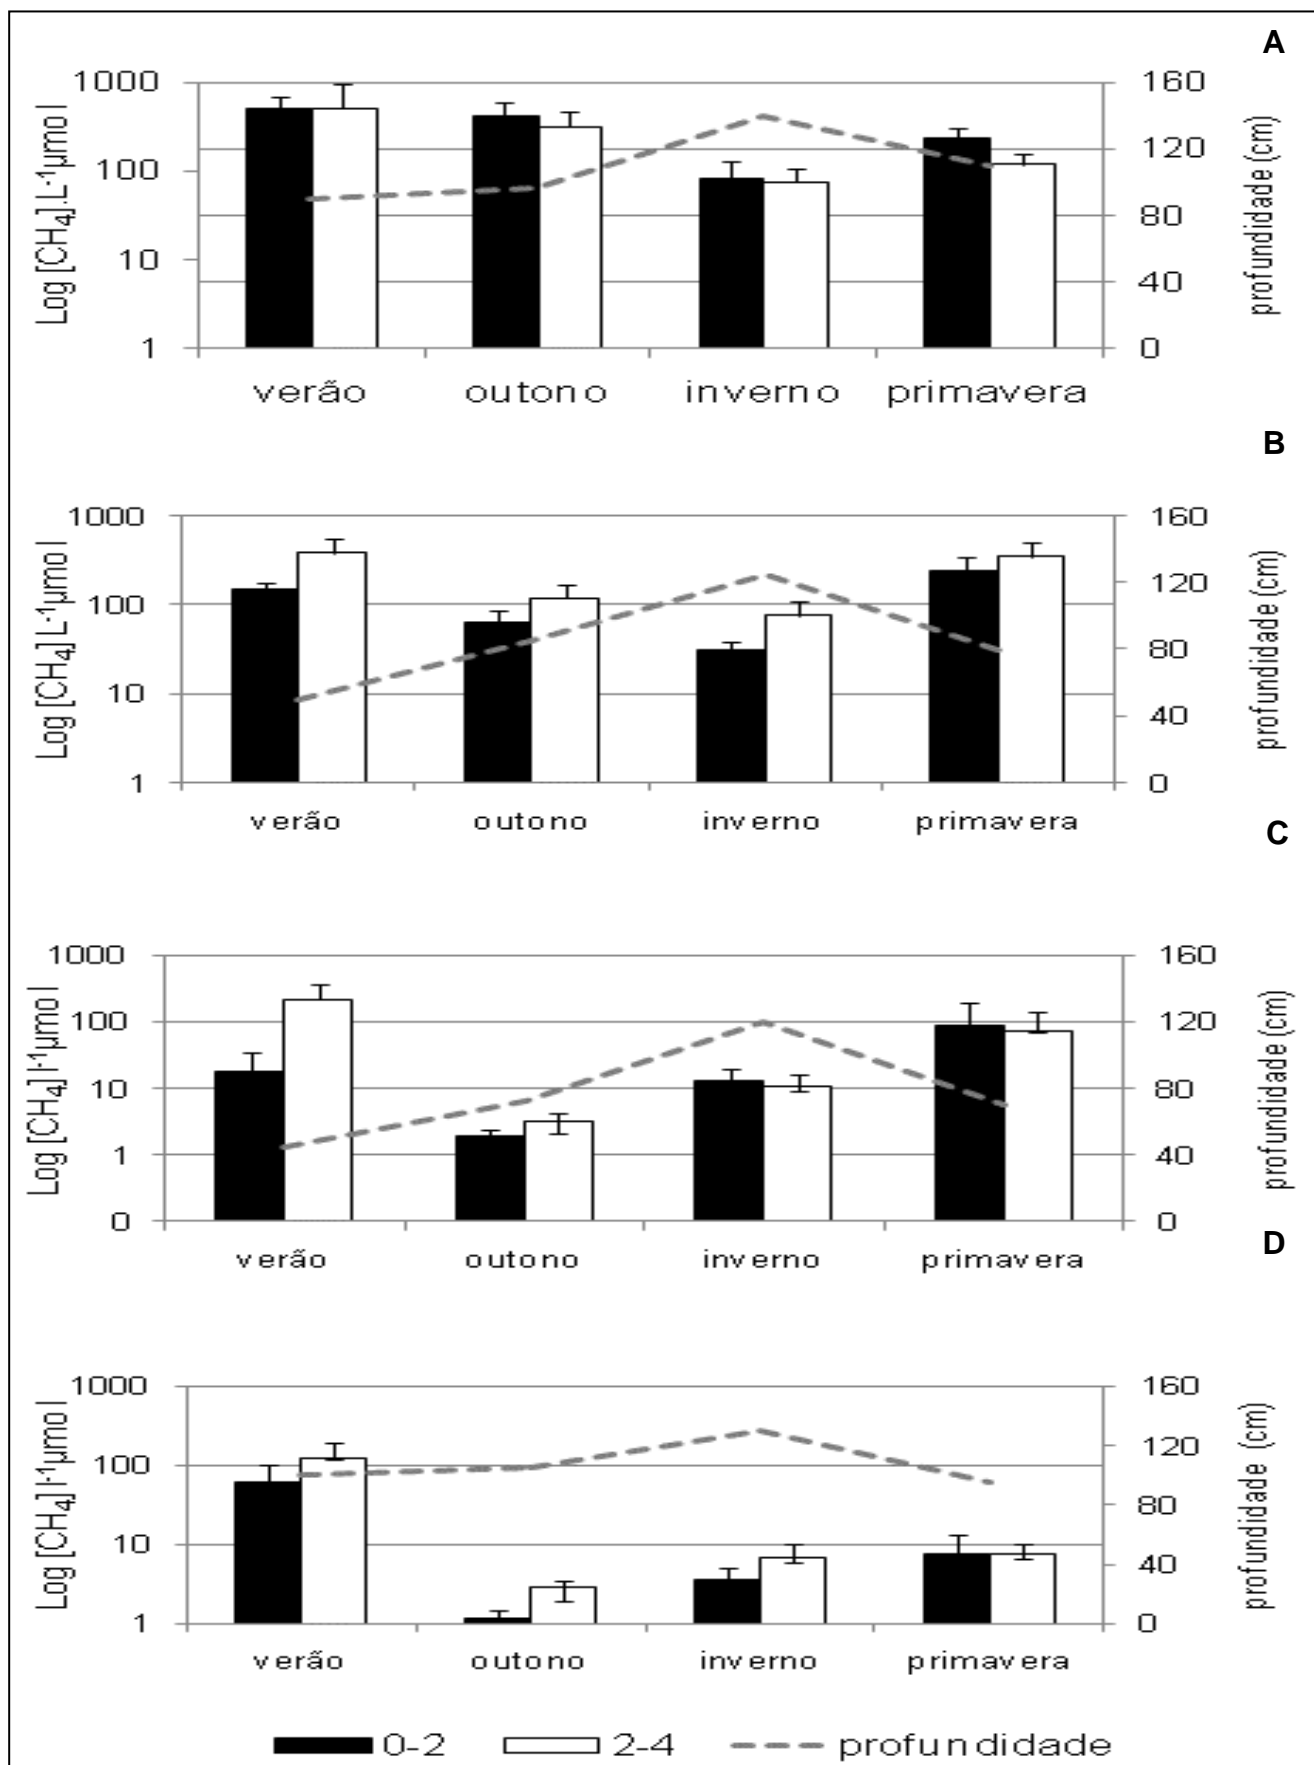 A
Log [CH₄].L⁻¹µmol
1000
100
10
1
160
120
80
40
0
profundidade (cm)
verão outono inverno primavera
B
Log [CH₄]L⁻¹µmol
1000
100
10
1
160
120
80
40
0
profundidade (cm)
verão outono inverno primavera
C
Log [CH₄] l⁻¹µmol
1000
100
10
1
0
160
120
80
40
0
profundidade (cm)
verão outono inverno primavera
D
Log [CH₄] l⁻¹µmol
1000
100
10
1
160
120
80
40
0
profundidade (cm)
verão outono inverno primavera
0-2 2-4 profundidade